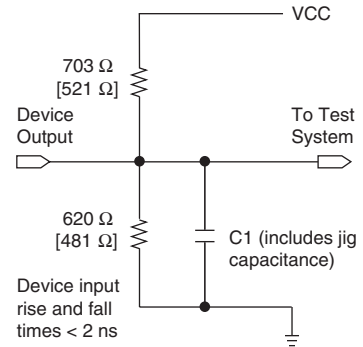 VCC
703 Ω
[521 Ω]
Device
Output
To Test
System
620 Ω
[481 Ω]
C1 (includes jig
capacitance)
Device input
rise and fall
times < 2 ns